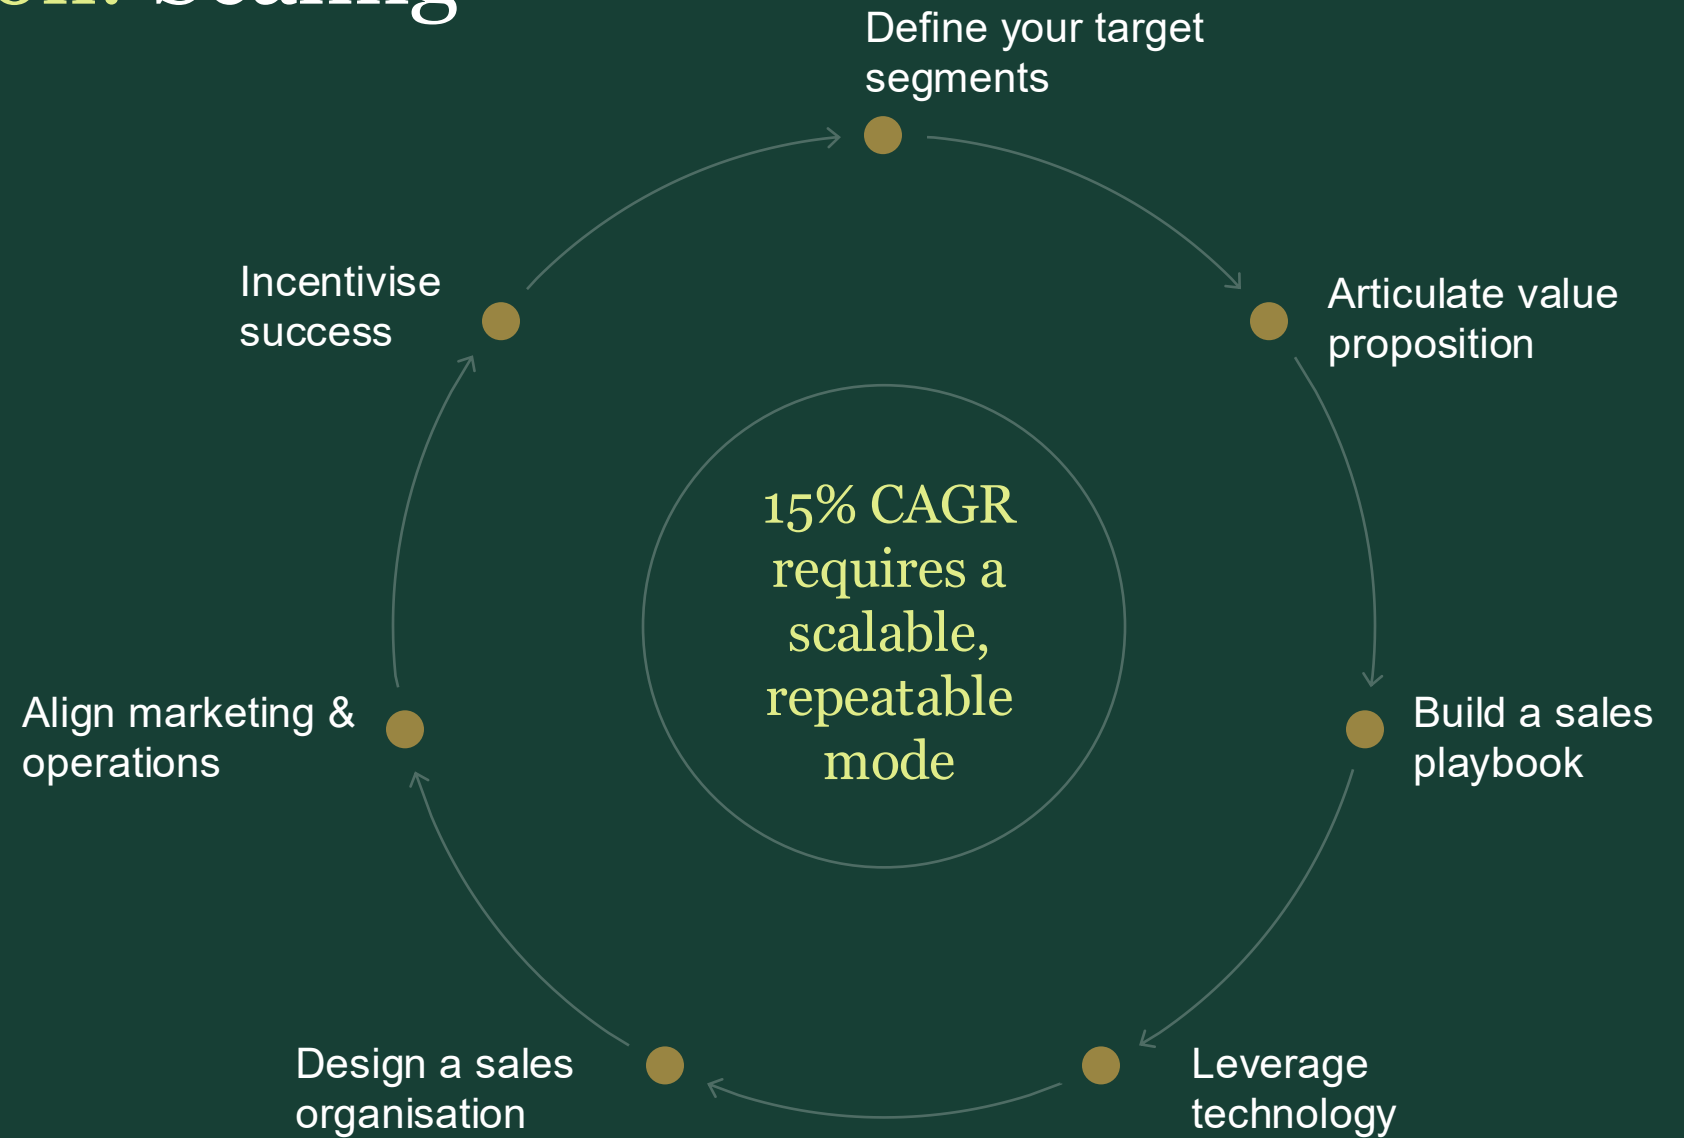 Scaling
Define your target
segments
Articulate value
proposition
Build a sales
playbook
Leverage
technology
Design a sales
organisation
Align marketing &
operations
Incentivise
success
15% CAGR
requires a
scalable,
repeatable
mode